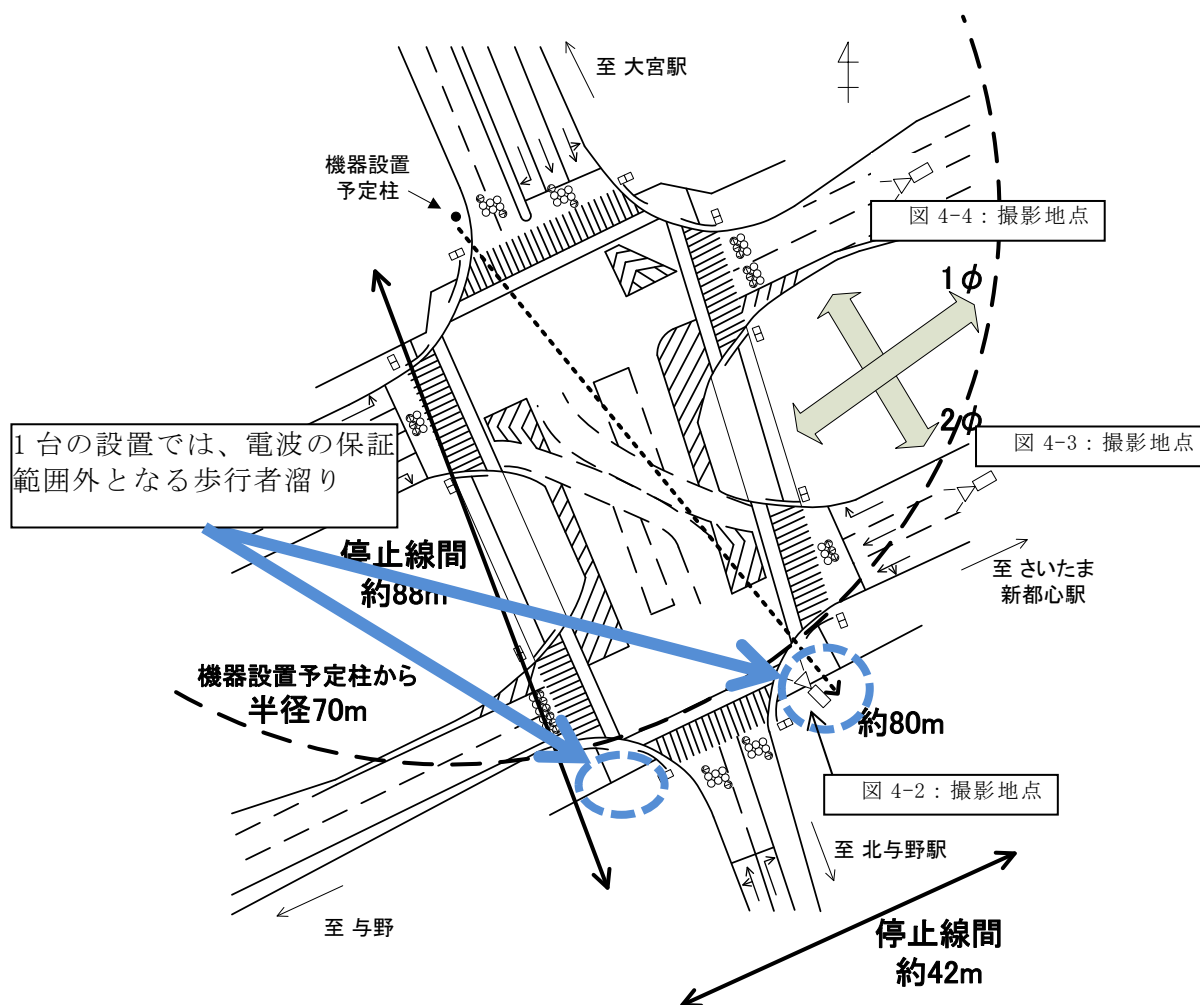 至 大宮駅
機器設置
予定柱
図 4-4：撮影地点
1φ
2φ
図 4-3：撮影地点
1 台の設置では、電波の保証
範囲外となる歩行者溜り
停止線間
約88m
至 さいたま
新都心駅
機器設置予定柱から
半径70m
約80m
図 4-2：撮影地点
至 北与野駅
至 与野
停止線間
約42m